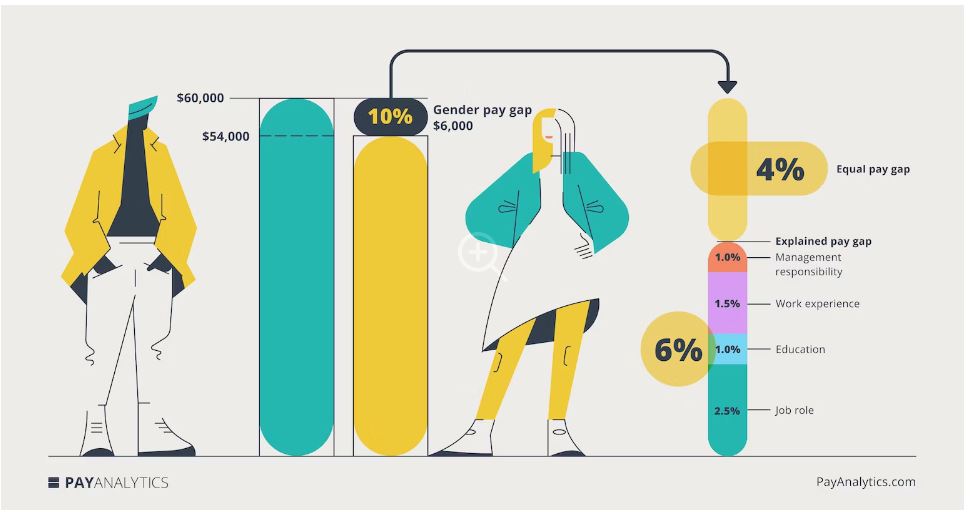 $60,000
$54,000
10%
Gender pay gap
$6,000
4%
Equal pay gap
Explained pay gap
1.0%
Management
responsibility
1.5%
Work experience
6%
1.0%
Education
2.5%
Job role
PAYANALYTICS
PayAnalytics.com